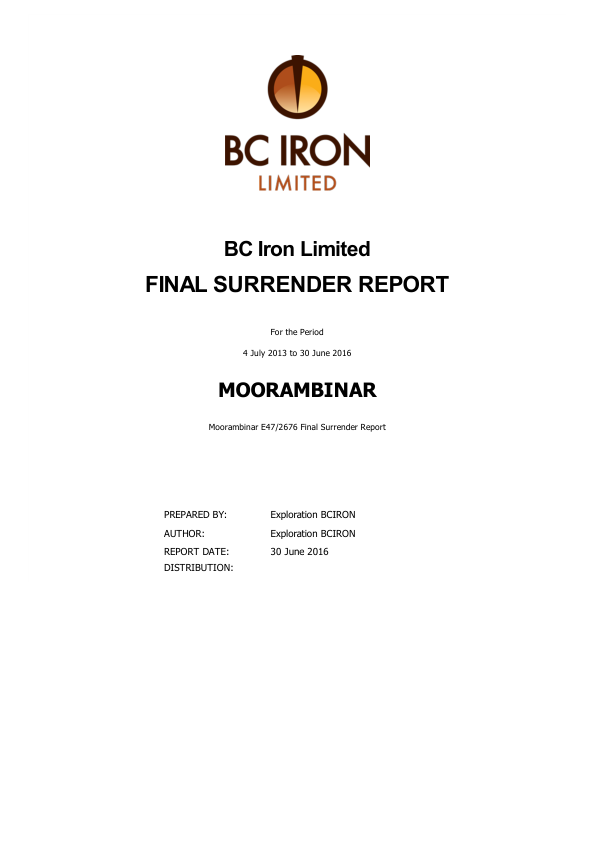 BC IRON
LIMITED
BC Iron Limited
FINAL SURRENDER REPORT
For the Period
4 July 2013 to 30 June 2016
MOORAMBINAR
Moorambinar E47/2676 Final Surrender Report
PREPARED BY: Exploration BCIRON
AUTHOR: Exploration BCIRON
REPORT DATE: 30 June 2016
DISTRIBUTION: